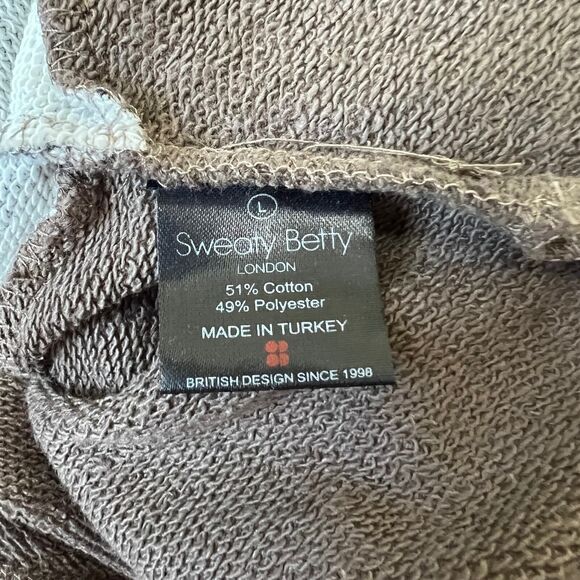 L
Sweaty Betty
LONDON
51% Cotton
49% Polyester
MADE IN TURKEY
BRITISH DESIGN SINCE 1998